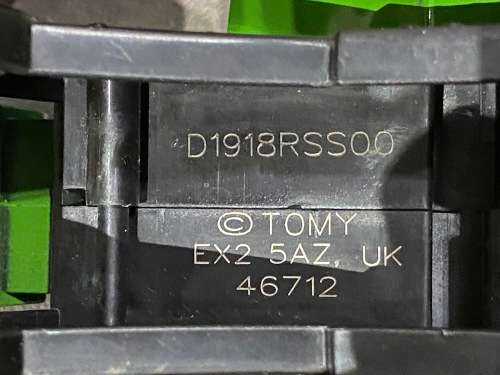 D1918RSS00
© TOMY
EX2 5AZ, UK
46712